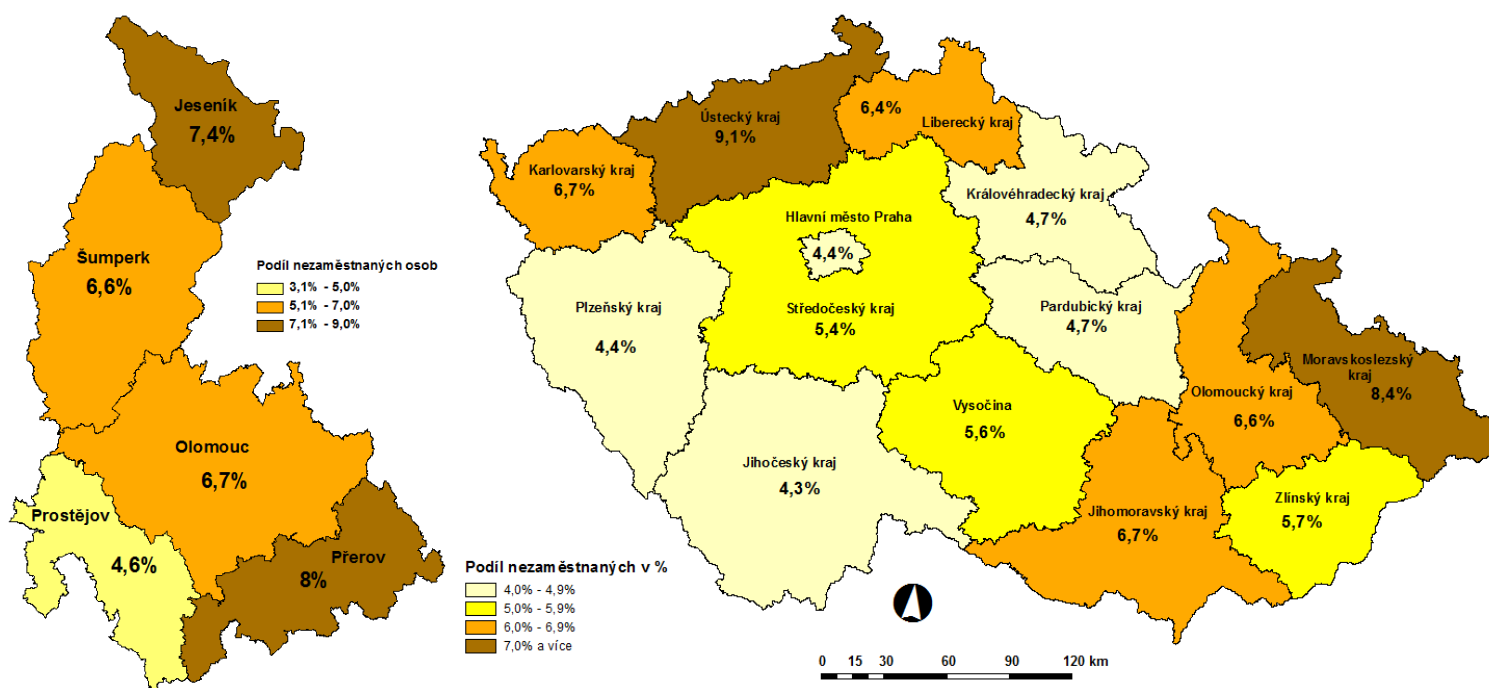 Jeseník
7,4%
Šumperk
6,6%
Podíl nezaměstnaných osob
3,1% - 5,0%
5,1% - 7,0%
7,1% - 9,0%
Olomouc
6,7%
Prostějov
4,6%
Přerov
8%
Ústecký kraj
9,1%
6,4%
Liberecký kraj
Karlovarský kraj
6,7%
Královéhradecký kraj
4,7%
Hlavní město Praha
4,4%
Plzeňský kraj
4,4%
Středočeský kraj
5,4%
Pardubický kraj
4,7%
Moravskoslezský
kraj
8,4%
Olomoucký kraj
6,6%
Vysočina
5,6%
Jihočeský kraj
4,3%
Zlínský kraj
5,7%
Jihomoravský kraj
6,7%
Podíl nezaměstnaných v %
4,0% - 4,9%
5,0% - 5,9%
6,0% - 6,9%
7,0% a více
0 15 30 60 90 120 km